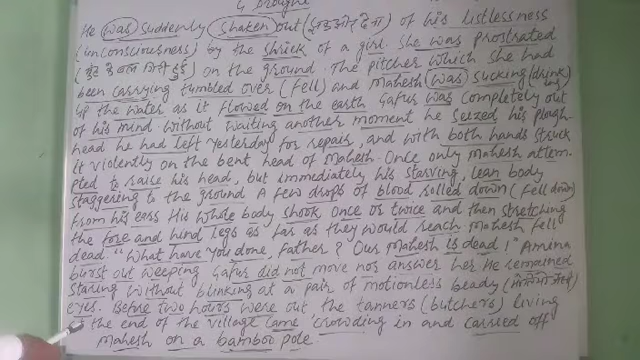 Drought
He was suddenly shaken out of his listlessness
(inconsciousness) by the shrick of a girl. She was prostrated
on the ground. The pitcher which she had
been carrying tumbled over (fell) and Mahesh was sucking (drinking)
up the water as it flowed on the earth Gafur was completely out
of his mind without waiting another moment he seized his plough-
head he had left yesterday for repair, and with both hands struck
it violently on the bent head of Mahesh. Once only Mahesh attem-
pted to raise his head, but immediately his starving, lean body
staggering to the ground A few drops of blood rolled down (fell down)
from his ears His whole body shook once or twice and then stretching
the fore and hind legs as far as they would reach Mahesh fell
dead. "What have you done, Father? Our Mahesh is dead!" Amina
burst out weeping Gafur did not move nor answer her He remained
staring without blinking at a pair of motionless beady
eyes. Before two hours were out the tanners (butchers) living
the end of the village came crowding in and carried off
Mahesh on a bamboo pole.